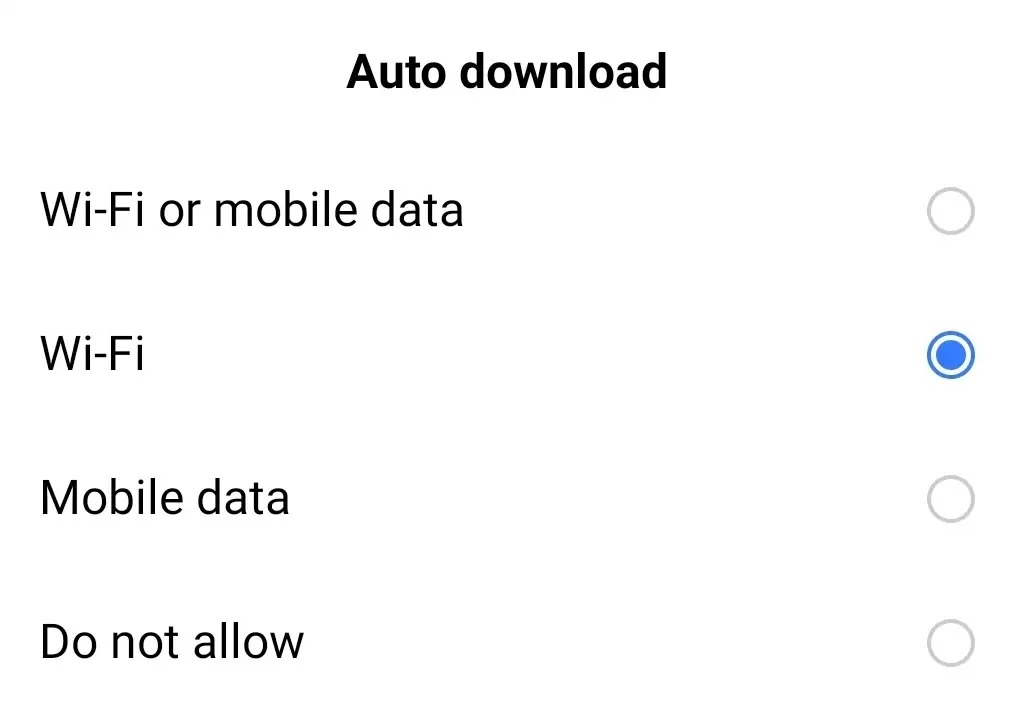 Auto download
Wi-Fi or mobile data
Wi-Fi
Mobile data
Do not allow